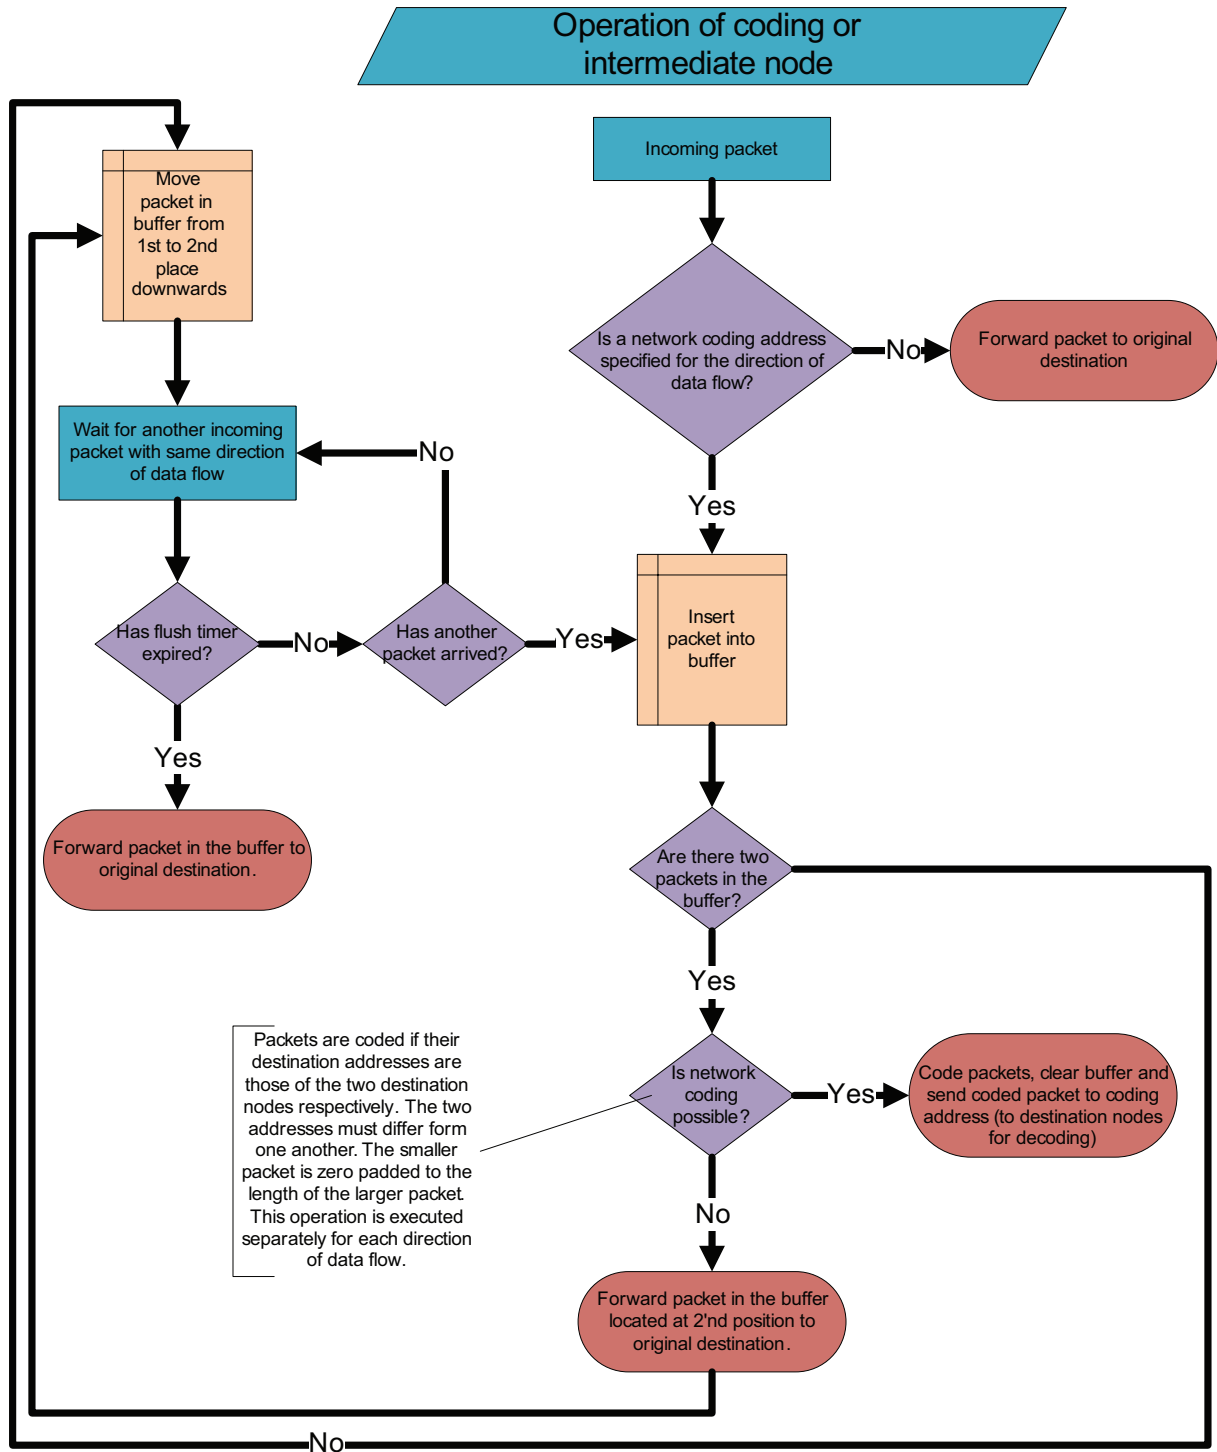 Operation of coding or
intermediate node
Incoming packet
Move
packet in
buffer from
1st to 2nd
place
downwards
Is a network coding address
specified for the direction of
data flow?
No
Forward packet to original
destination
Wait for another incoming
packet with same direction
of data flow
No
Yes
Insert
packet into
buffer
Has flush timer
expired?
No
Has another
packet arrived?
Yes
Yes
Forward packet in the buffer to
original destination.
Are there two
packets in the
buffer?
Yes
Packets are coded if their
destination addresses are
those of the two destination
nodes respectively. The two
addresses must differ form
one another. The smaller
packet is zero padded to the
length of the larger packet.
This operation is executed
separately for each direction
of data flow.
Is network
coding
possible?
Yes
Code packets, clear buffer and
send coded packet to coding
address (to destination nodes
for decoding)
No
Forward packet in the buffer
located at 2'nd position to
original destination.
No